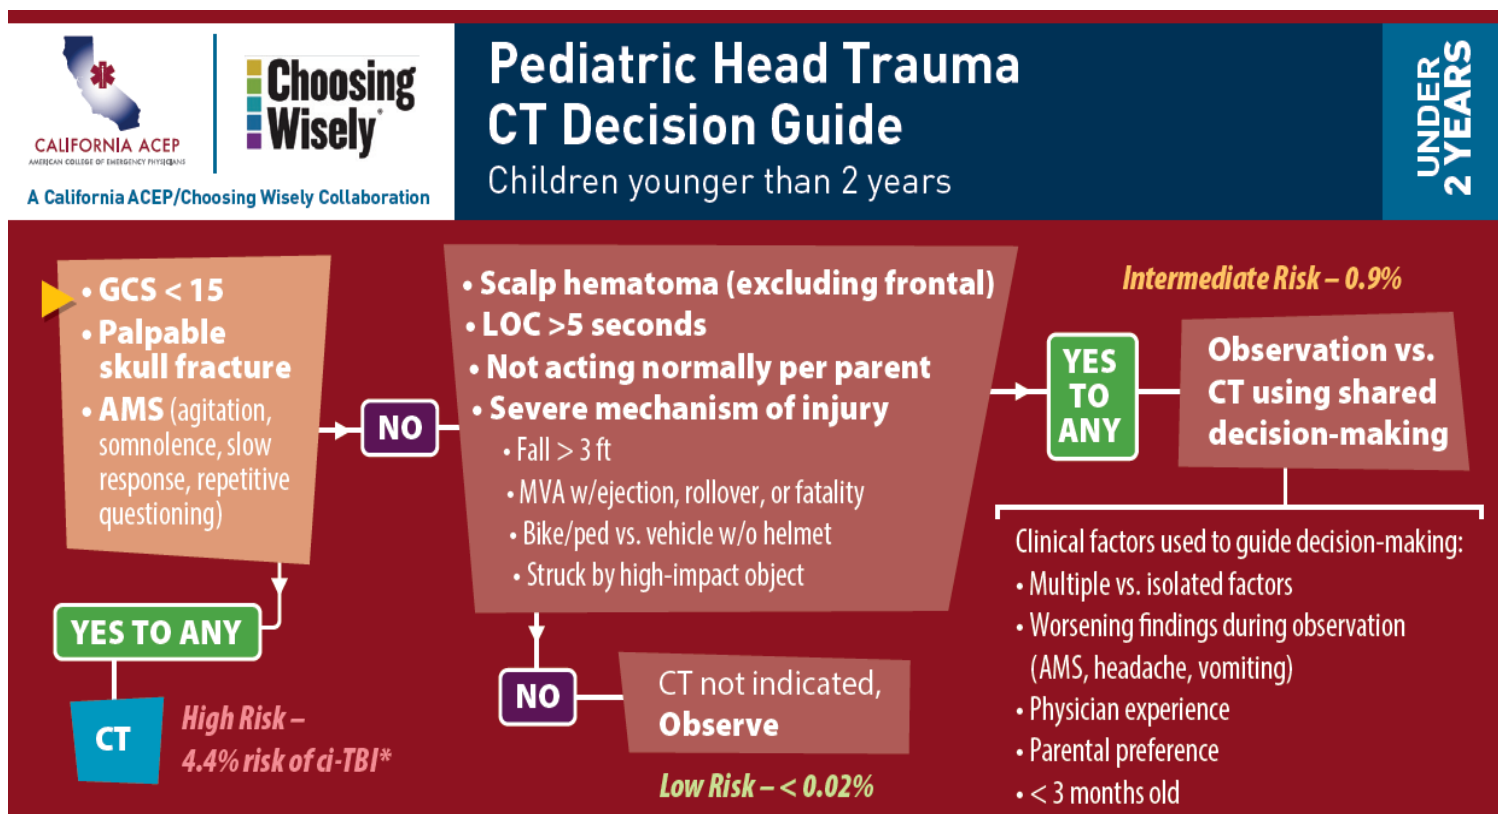 CALIFORNIA ACEP
AMERICAN COLLEGE OF EMERGENCY PHYSICIANS
Choosing
Wisely®
A California ACEP/Choosing Wisely Collaboration
Pediatric Head Trauma
CT Decision Guide
Children younger than 2 years
UNDER
2 YEARS
• GCS < 15
• Palpable
skull fracture
• AMS (agitation,
somnolence, slow
response, repetitive
questioning)
YES TO ANY
CT
High Risk –
4.4% risk of ci-TBI*
NO
• Scalp hematoma (excluding frontal)
• LOC >5 seconds
• Not acting normally per parent
• Severe mechanism of injury
• Fall > 3 ft
• MVA w/ejection, rollover, or fatality
• Bike/ped vs. vehicle w/o helmet
• Struck by high-impact object
NO
CT not indicated,
Observe
Low Risk – < 0.02%
Intermediate Risk – 0.9%
YES
TO
ANY
Observation vs.
CT using shared
decision-making
Clinical factors used to guide decision-making:
• Multiple vs. isolated factors
• Worsening findings during observation
(AMS, headache, vomiting)
• Physician experience
• Parental preference
• < 3 months old